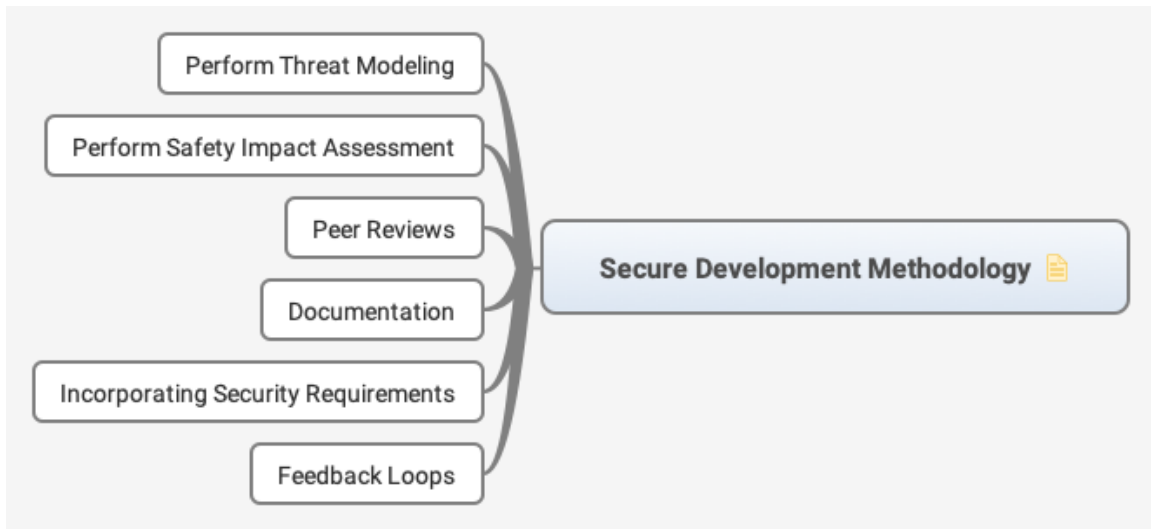 Perform Threat Modeling
Perform Safety Impact Assessment
Peer Reviews
Documentation
Incorporating Security Requirements
Feedback Loops
Secure Development Methodology